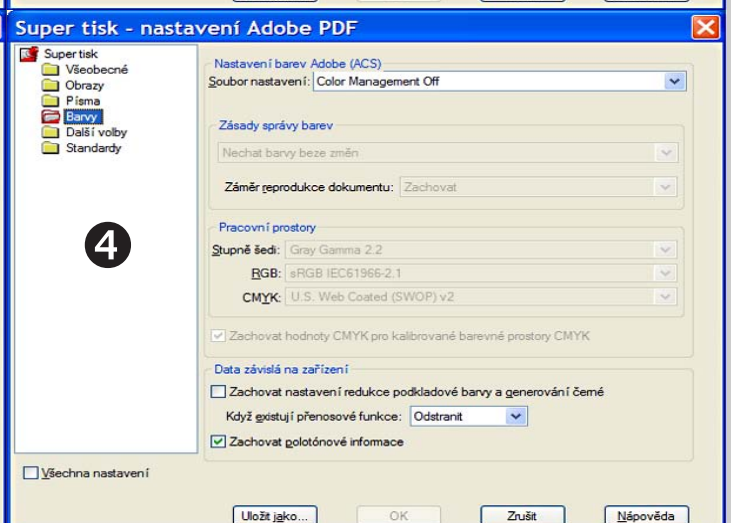 Super tisk - nastavení Adobe PDF
Super tisk
Všeobecné
Obrazy
Písma
Barvy
Další volby
Standardy
4
Všechna nastavení
Nastavení barev Adobe (ACS)
Soubor nastavení: Color Management Off
Zásady správy barev
Nechat barvy beze změn
Záměr reprodukce dokumentu: Zachovat
Pracovní prostory
Stupně šedi: Gray Gamma 2.2
RGB: sRGB IEC61966-2.1
CMYK: U.S. Web Coated (SWOP) v2
Zachovat hodnoty CMYK pro kalibrované barevné prostory CMYK
Data závislá na zařízení
Zachovat nastavení redukce podkladové barvy a generování černé
Když existují přenosové funkce: Odstranit
Zachovat polotónové informace
Uložit jako... OK Zrušit Nápověda